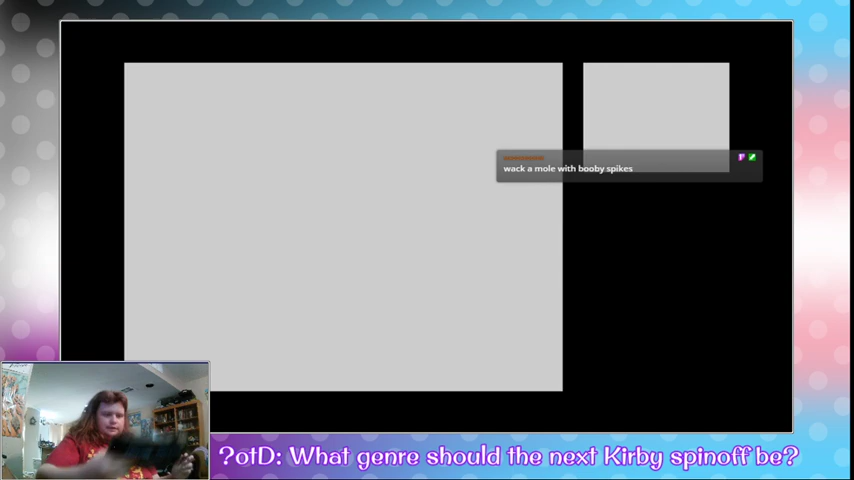 wack a mole with booby spikes
?otD: What genre should the next Kirby spinoff be?